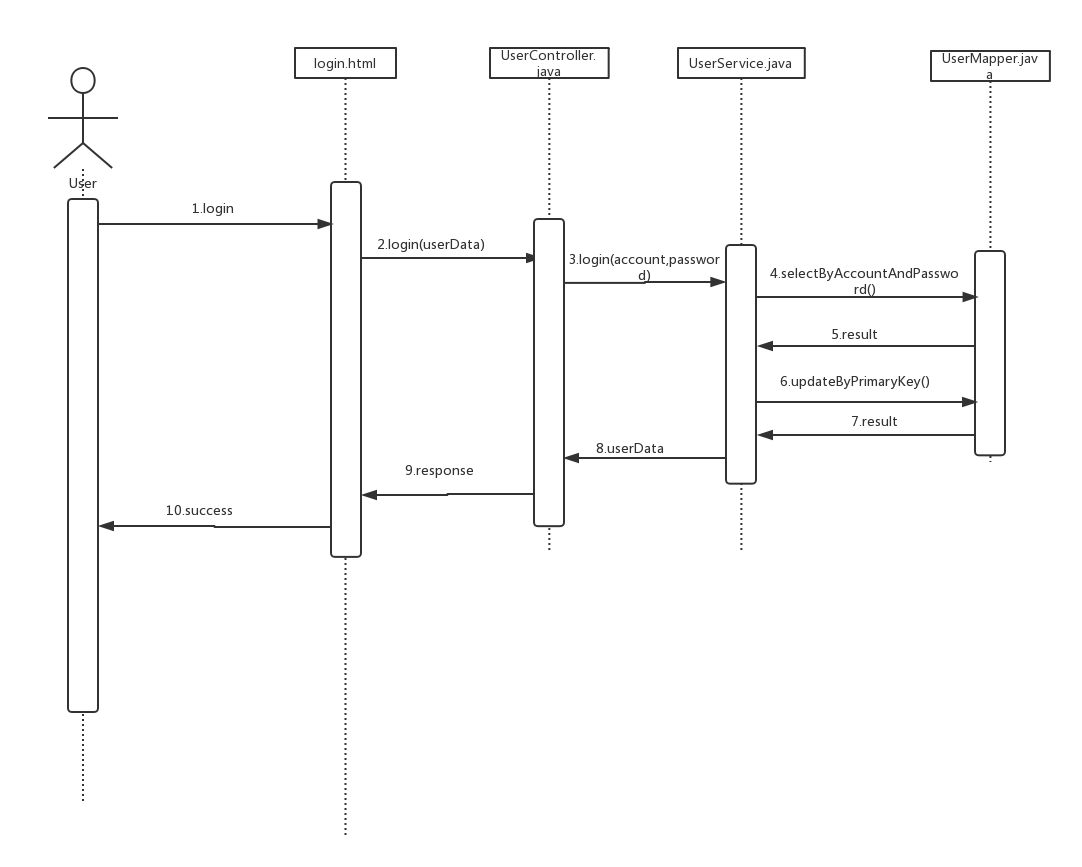 login.html
UserController.
java
UserService.java
UserMapper.jav
a
User
1.login
2.login(userData)
3.login(account,passwor
d)
4.selectByAccountAndPasswo
rd()
5.result
6.updateByPrimaryKey()
7.result
8.userData
9.response
10.success